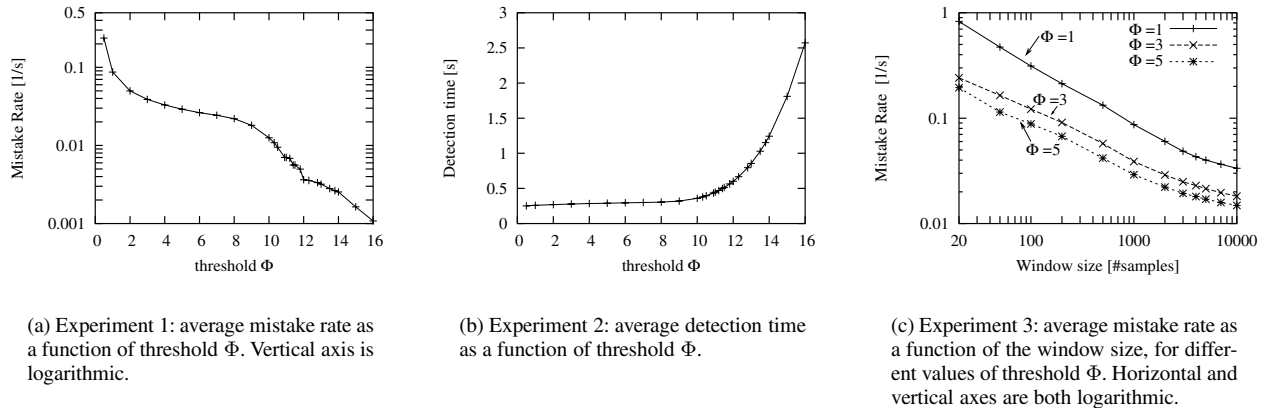 1
0.1
0.01
0.001
0 2 4 6 8 10 12 14 16
Mistake Rate [1/s]
threshold Φ
3
2.5
2
1.5
1
0.5
0
0 2 4 6 8 10 12 14 16
Detection time [s]
threshold Φ
1
0.1
0.01
20 100 1000 10000
Mistake Rate [1/s]
Window size [#samples]
Φ =1
Φ =3
Φ =5
Φ =1
Φ =3
Φ =5
(a) Experiment 1: average mistake rate as
a function of threshold Φ. Vertical axis is
logarithmic.
(b) Experiment 2: average detection time
as a function of threshold Φ.
(c) Experiment 3: average mistake rate as
a function of the window size, for differ-
ent values of threshold Φ. Horizontal and
vertical axes are both logarithmic.